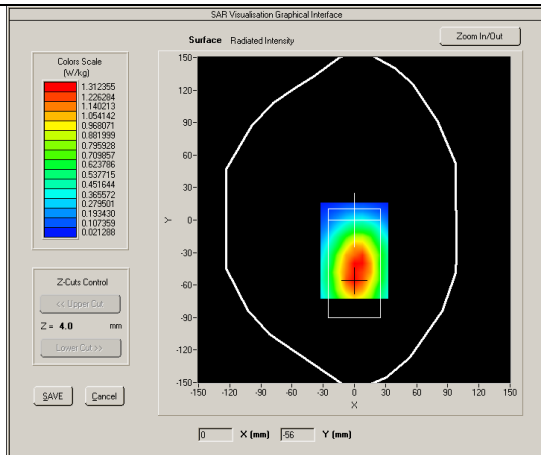 SAR Visualisation Graphical Interface
Surface Radiated Intensity
Zoom In/Out
Colors Scale
(W/kg)
1.312355
1.226284
1.140213
1.054142
0.968071
0.881999
0.795928
0.709857
0.623786
0.537715
0.451644
0.365572
0.279501
0.193430
0.107359
0.021288
Z-Cuts Control
<< Upper Cut
Z = 4.0 mm
Lower Cut >>
SAVE
Cancel
150
120
90
60
30
0
-30
-60
-90
-120
-150
Y
-150 -120 -90 -60 -30 0 30 60 90 120 150
X
0 X (mm) -56 Y (mm)